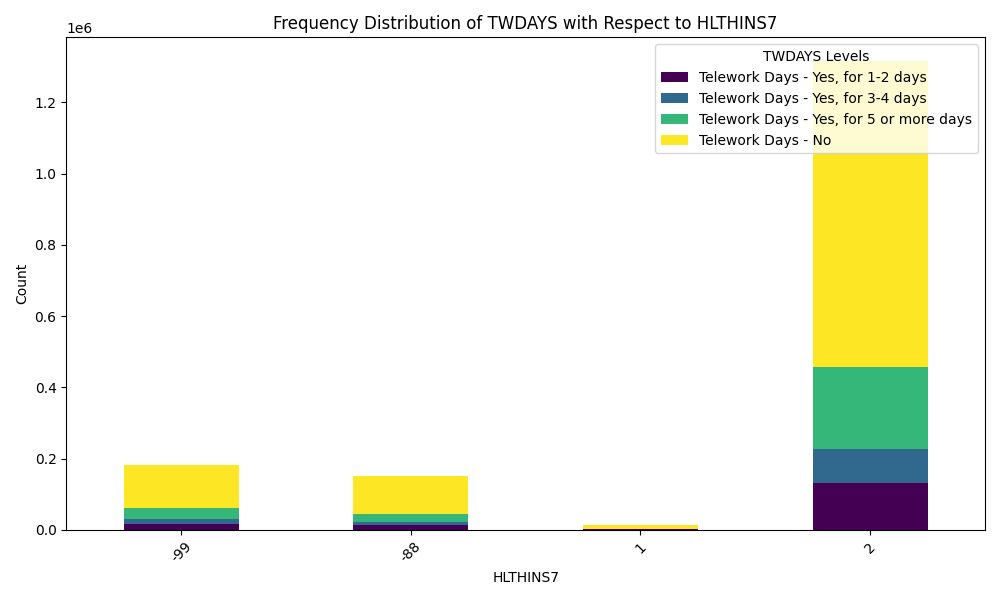 Frequency Distribution of TWDAYS with Respect to HLTHINS7
1e6
TWDAYS Levels
Telework Days - Yes, for 1-2 days
Telework Days - Yes, for 3-4 days
Telework Days - Yes, for 5 or more days
Telework Days - No
1.2
1.0
0.8
0.6
0.4
0.2
0.0
Count
-99
-88
1
2
HLTHINS7